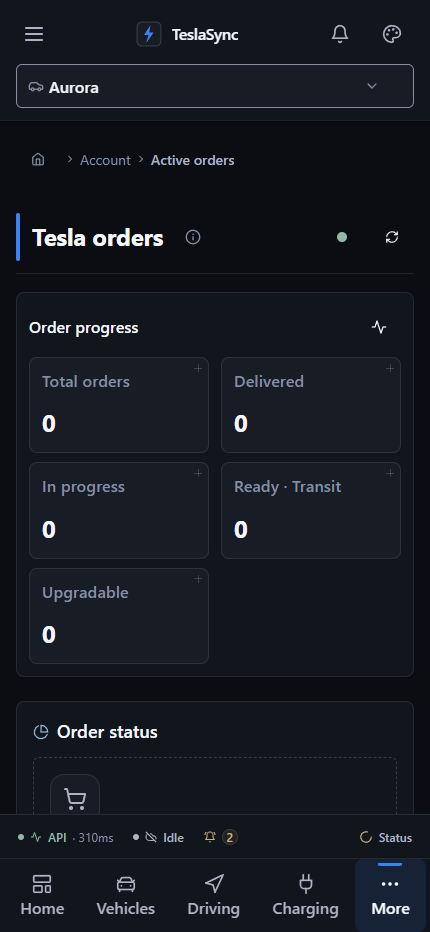 TeslaSync
Aurora
Account
Active orders
Tesla orders
Order progress
Total orders
0
Delivered
0
In progress
0
Ready · Transit
0
Upgradable
0
Order status
API · 310ms
Idle
2
Status
Home
Vehicles
Driving
Charging
More